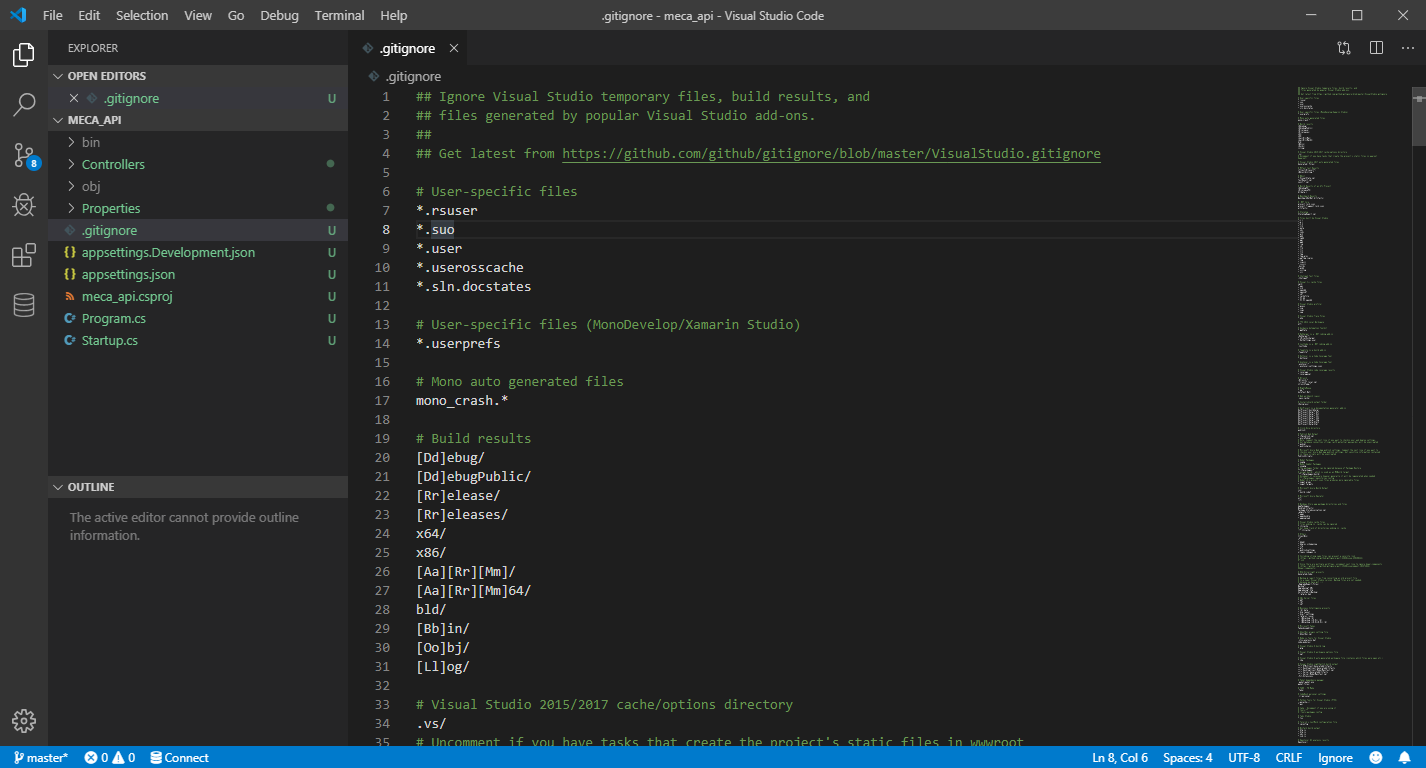 File Edit Selection View Go Debug Terminal Help
.gitignore - meca_api - Visual Studio Code
EXPLORER
OPEN EDITORS
.gitignore U
MECA_API
bin
Controllers
obj
Properties
.gitignore U
appsettings.Development.json U
appsettings.json U
meca_api.csproj U
Program.cs U
Startup.cs U
8
OUTLINE
The active editor cannot provide outline
information.
.gitignore
.gitignore
1 ## Ignore Visual Studio temporary files, build results, and
2 ## files generated by popular Visual Studio add-ons.
3 ##
4 ## Get latest from https://github.com/github/gitignore/blob/master/VisualStudio.gitignore
5
6 # User-specific files
7 *.rsuser
8 *.suo
9 *.user
10 *.userosscache
11 *.sln.docstates
12
13 # User-specific files (MonoDevelop/Xamarin Studio)
14 *.userprefs
15
16 # Mono auto generated files
17 mono_crash.*
18
19 # Build results
20 [Dd]ebug/
21 [Dd]ebugPublic/
22 [Rr]elease/
23 [Rr]eleases/
24 x64/
25 x86/
26 [Aa][Rr][Mm]/
27 [Aa][Rr][Mm]64/
28 bld/
29 [Bb]in/
30 [Oo]bj/
31 [Ll]og/
32
33 # Visual Studio 2015/2017 cache/options directory
34 .vs/
35 # Uncomment if you have tasks that create the project's static files in wwwroot
master* 0 0 Connect
Ln 8, Col 6 Spaces: 4 UTF-8 CRLF Ignore